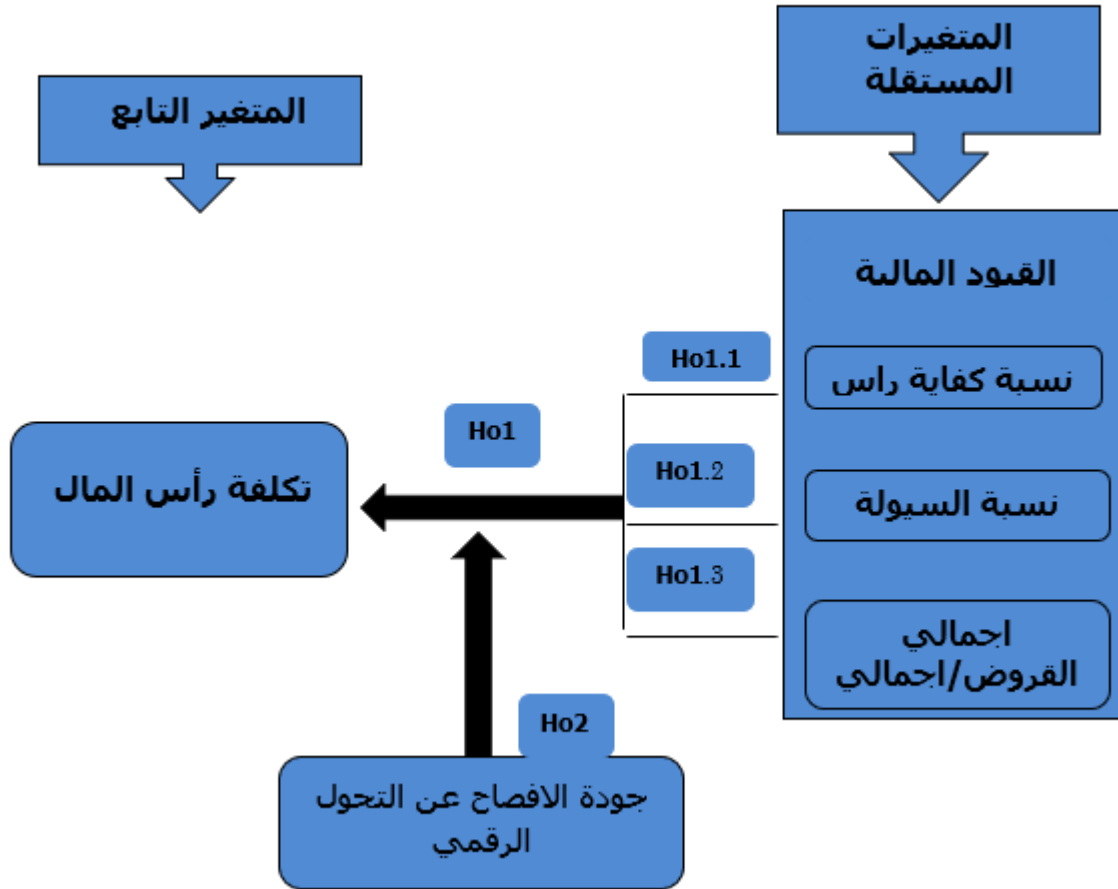 المتغيرات
المستقلة
المتغير التابع
القيود المالية
Ho1.1
نسبة كفاية راس
Ho1
Ho1.2
تكلفة رأس المال
نسبة السيولة
Ho1.3
اجمالي
القروض/اجمالي
Ho2
جودة الافصاح عن التحول
الرقمي